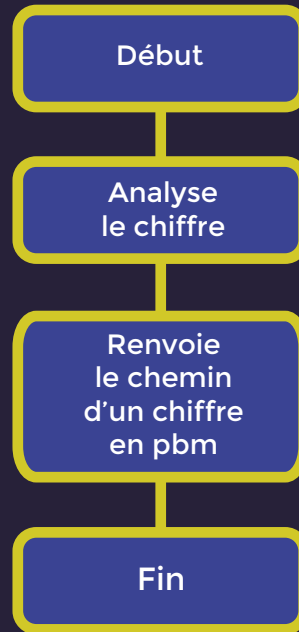 Début
Analyse
le chiffre
Renvoie
le chemin
d'un chiffre
en pbm
Fin